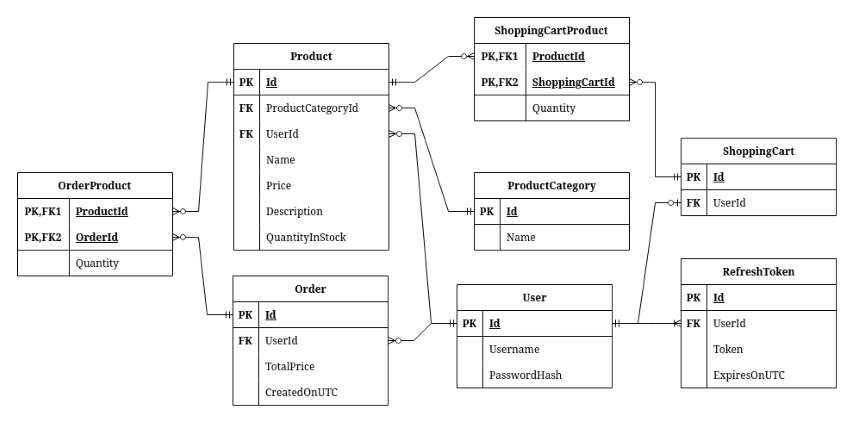 ShoppingCartProduct
PK,FK1 ProductId
PK,FK2 ShoppingCartId
Quantity
Product
PK Id
FK ProductCategoryId
FK UserId
Name
Price
Description
QuantityInStock
ShoppingCart
PK Id
FK UserId
OrderProduct
PK,FK1 ProductId
PK,FK2 OrderId
Quantity
ProductCategory
PK Id
Name
Order
PK Id
FK UserId
TotalPrice
CreatedOnUTC
User
PK Id
Username
PasswordHash
RefreshToken
PK Id
FK UserId
Token
ExpiresOnUTC